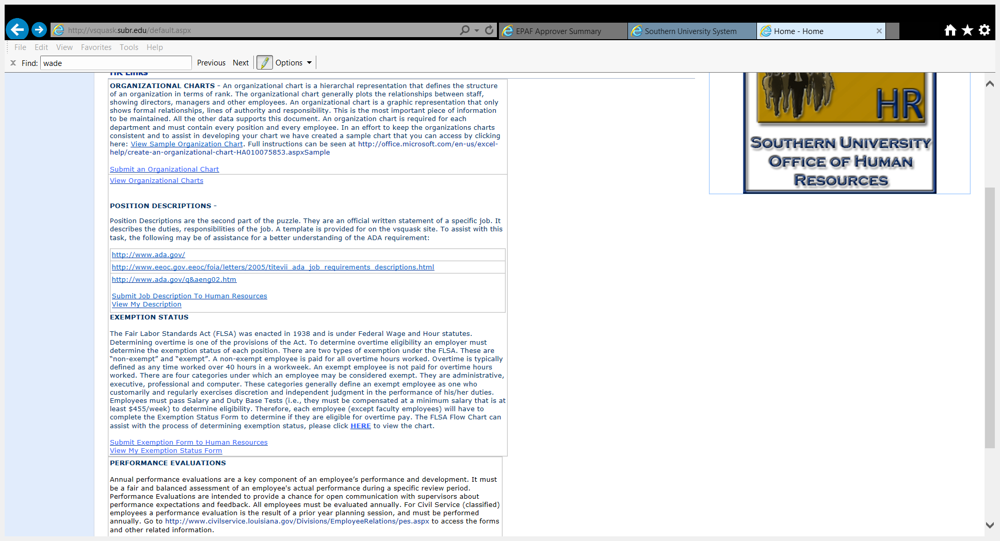 http://vsquask.subr.edu/default.aspx
EPAF Approver Summary
Southern University System
Home - Home
File Edit View Favorites Tools Help
x Find: wade Previous Next Options
HR Links
ORGANIZATIONAL CHARTS - An organizational chart is a hierarchal representation that defines the structure
of an organization in terms of rank. The organizational chart generally plots the relationships between staff,
showing directors, managers and other employees. An organizational chart is a graphic representation that only
shows formal relationships, lines of authority and responsibility. This is the most important piece of information
to be maintained. All the other data supports this document. An organization chart is required for each
department and must contain every position and every employee. In an effort to keep the organizations charts
consistent and to assist in developing your chart we have created a sample chart that you can access by clicking
here: View Sample Organization Chart. Full instructions can be seen at http://office.microsoft.com/en-us/excel-
help/create-an-organizational-chart-HA010075853.aspxSample
Submit an Organizational Chart
View Organizational Charts
POSITION DESCRIPTIONS -
Position Descriptions are the second part of the puzzle. They are an official written statement of a specific job. It
describes the duties, responsibilities of the job. A template is provided for on the vsquask site. To assist with this
task, the following may be of assistance for a better understanding of the ADA requirement:
http://www.ada.gov/
http://www.eeoc.gov.eeoc/foia/letters/2005/titevii_ada_job_requirements_descriptions.html
http://www.ada.gov/q&aeng02.htm
Submit Job Description To Human Resources
View My Description
EXEMPTION STATUS
The Fair Labor Standards Act (FLSA) was enacted in 1938 and is under Federal Wage and Hour statutes.
Determining overtime is one of the provisions of the Act. To determine overtime eligibility an employer must
determine the exemption status of each position. There are two types of exemption under the FLSA. These are
“non-exempt” and “exempt”. A non-exempt employee is paid for all overtime hours worked. Overtime is typically
defined as any time worked over 40 hours in a workweek. An exempt employee is not paid for overtime hours
worked. There are four categories under which an employee may be considered exempt. They are administrative,
executive, professional and computer. These categories generally define an exempt employee as one who
customarily and regularly exercises discretion and independent judgment in the performance of his/her duties.
Employees must pass Salary and Duty Base Tests (i.e., they must be compensated at a minimum salary that is at
least $455/week) to determine eligibility. Therefore, each employee (except faculty employees) will have to
complete the Exemption Status Form to determine if they are eligible for overtime pay. The FLSA Flow Chart can
assist with the process of determining exemption status, please click HERE to view the chart.
Submit Exemption Form to Human Resources
View My Exemption Status Form
PERFORMANCE EVALUATIONS
Annual performance evaluations are a key component of an employee’s performance and development. It must
be a fair and balanced assessment of an employee's actual performance during a specific review period.
Performance Evaluations are intended to provide a chance for open communication with supervisors about
performance expectations and feedback. All employees must be evaluated annually. For Civil Service (classified)
employees a performance evaluation is the result of a prior year planning session, and must be performed
annually. Go to http://www.civilservice.louisiana.gov/Divisions/EmployeeRelations/pes.aspx to access the forms
and other related information.
HR
SOUTHERN UNIVERSITY
OFFICE OF HUMAN
RESOURCES